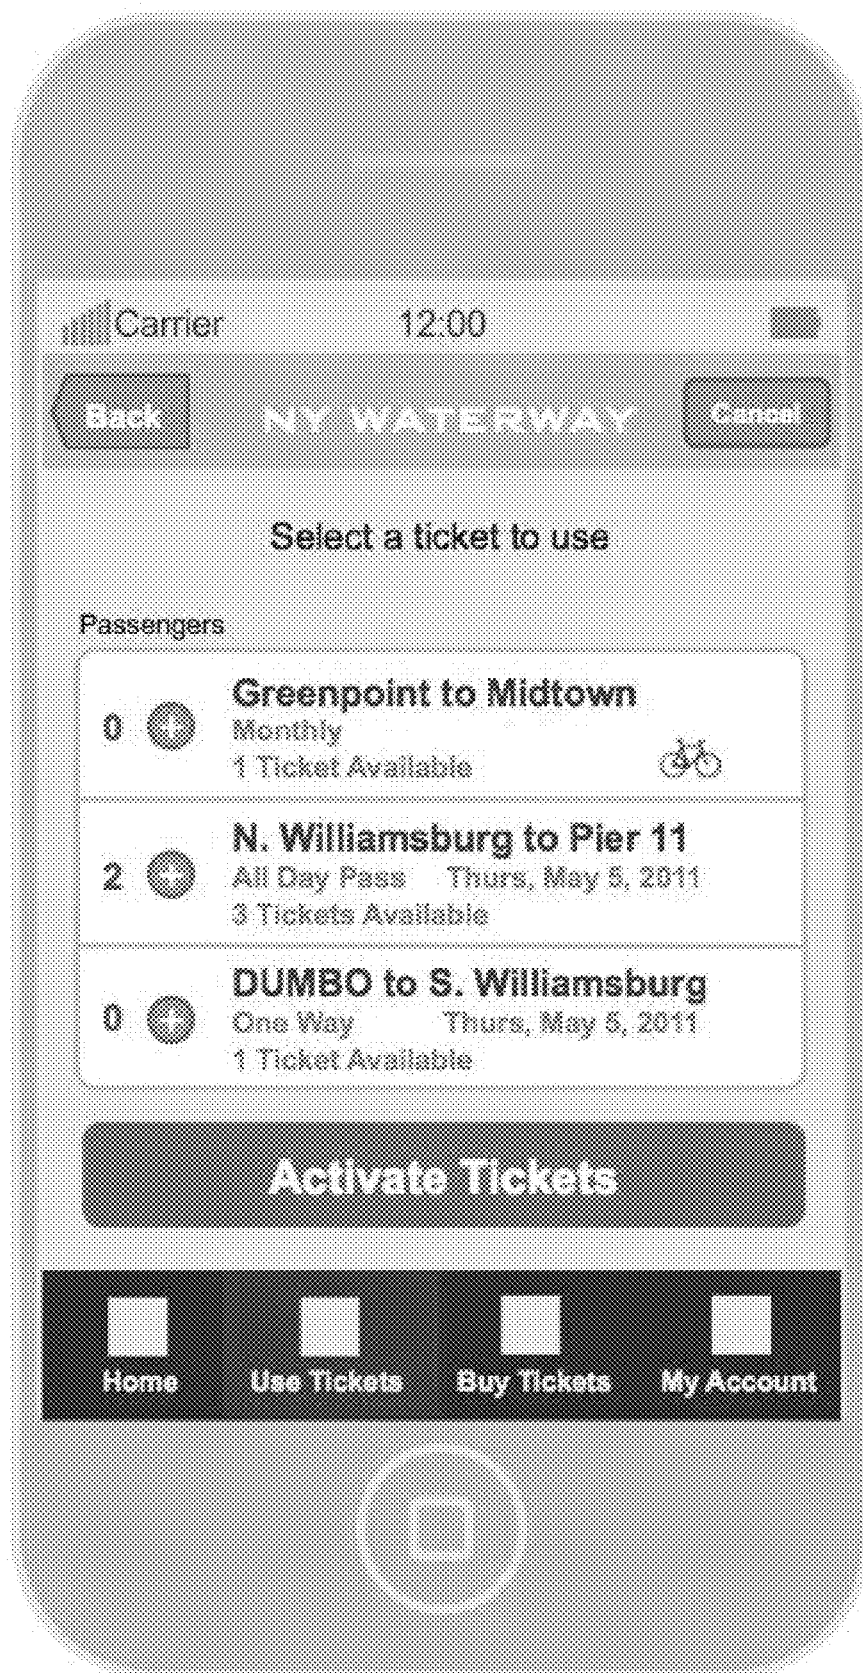 Carrier 12:00
Back NY WATERWAY Cancel
Select a ticket to use
Passengers
Greenpoint to Midtown
0 Monthly
1 Ticket Available
N. Williamsburg to Pier 11
2 All Day Pass Thurs, May 5, 2011
3 Tickets Available
DUMBO to S. Williamsburg
0 One Way Thurs, May 5, 2011
1 Ticket Available
Activate Tickets
Home Use Tickets Buy Tickets My Account